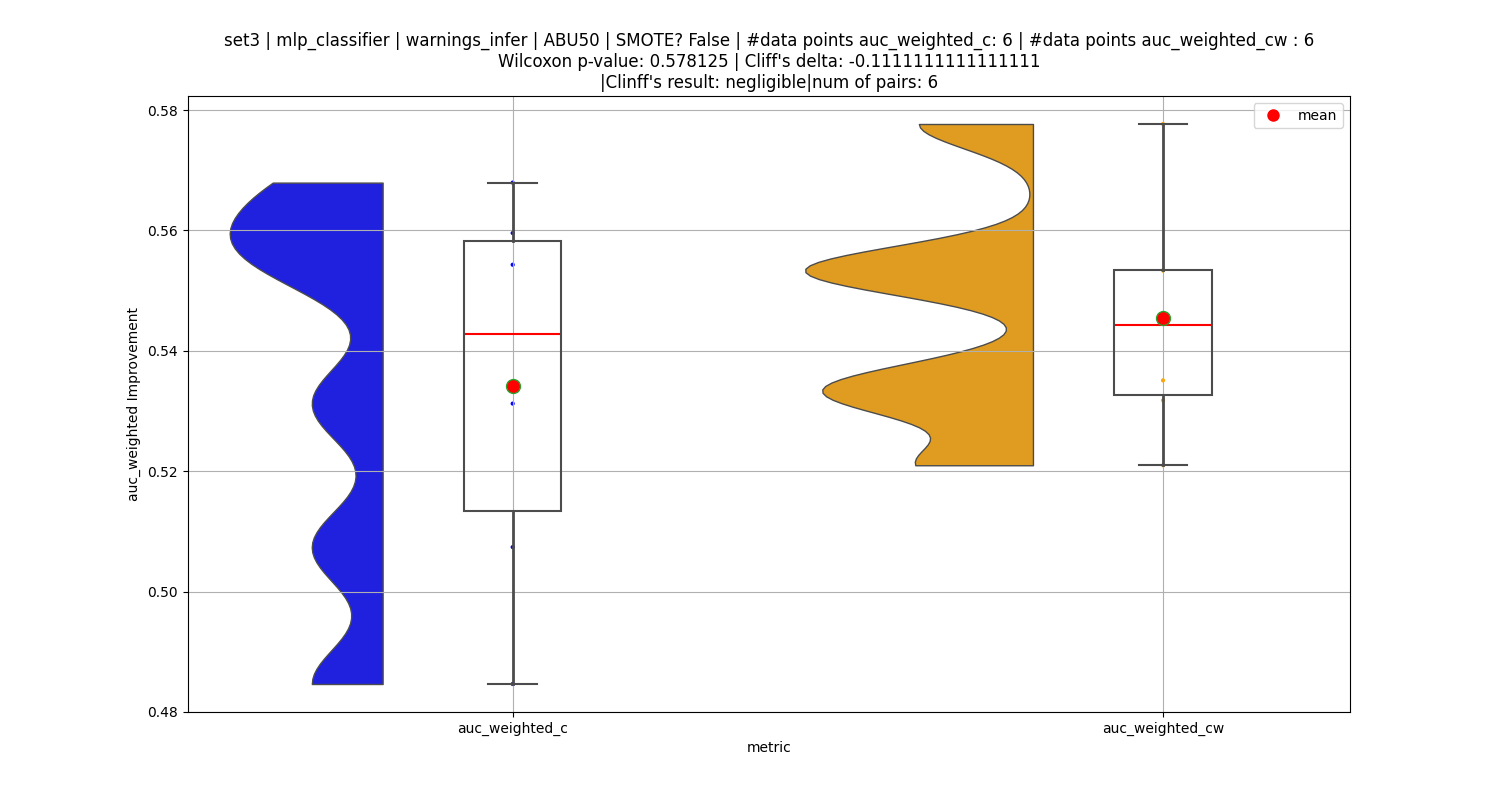 set3 | mlp_classifier | warnings_infer | ABU50 | SMOTE? False | #data points auc_weighted_c: 6 | #data points auc_weighted_cw : 6
Wilcoxon p-value: 0.578125 | Cliff's delta: -0.1111111111111111
|Clinff's result: negligible|num of pairs: 6
mean
0.58
0.56
0.54
0.52
0.50
0.48
auc_weighted Improvement
auc_weighted_c
auc_weighted_cw
metric